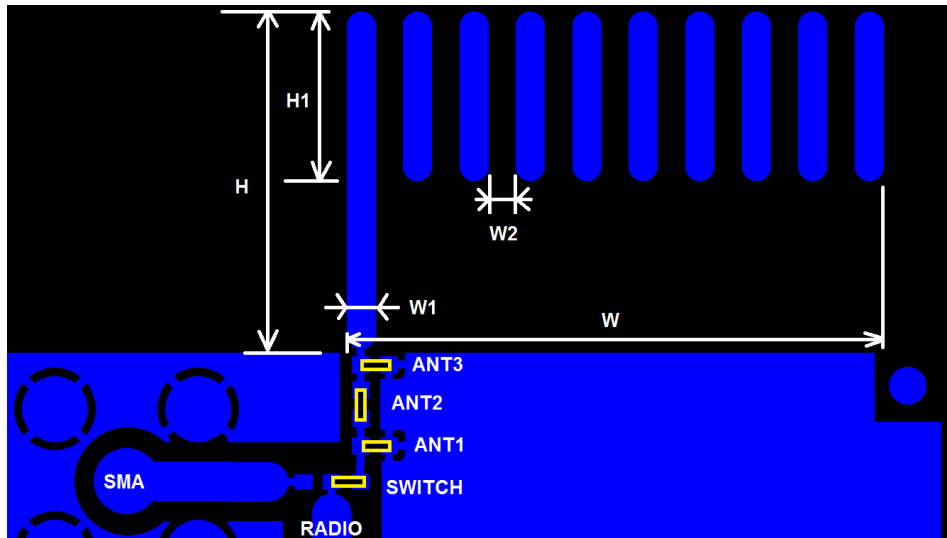 H1
H
W2
W1
W
ANT3
ANT2
ANT1
SMA
SWITCH
RADIO